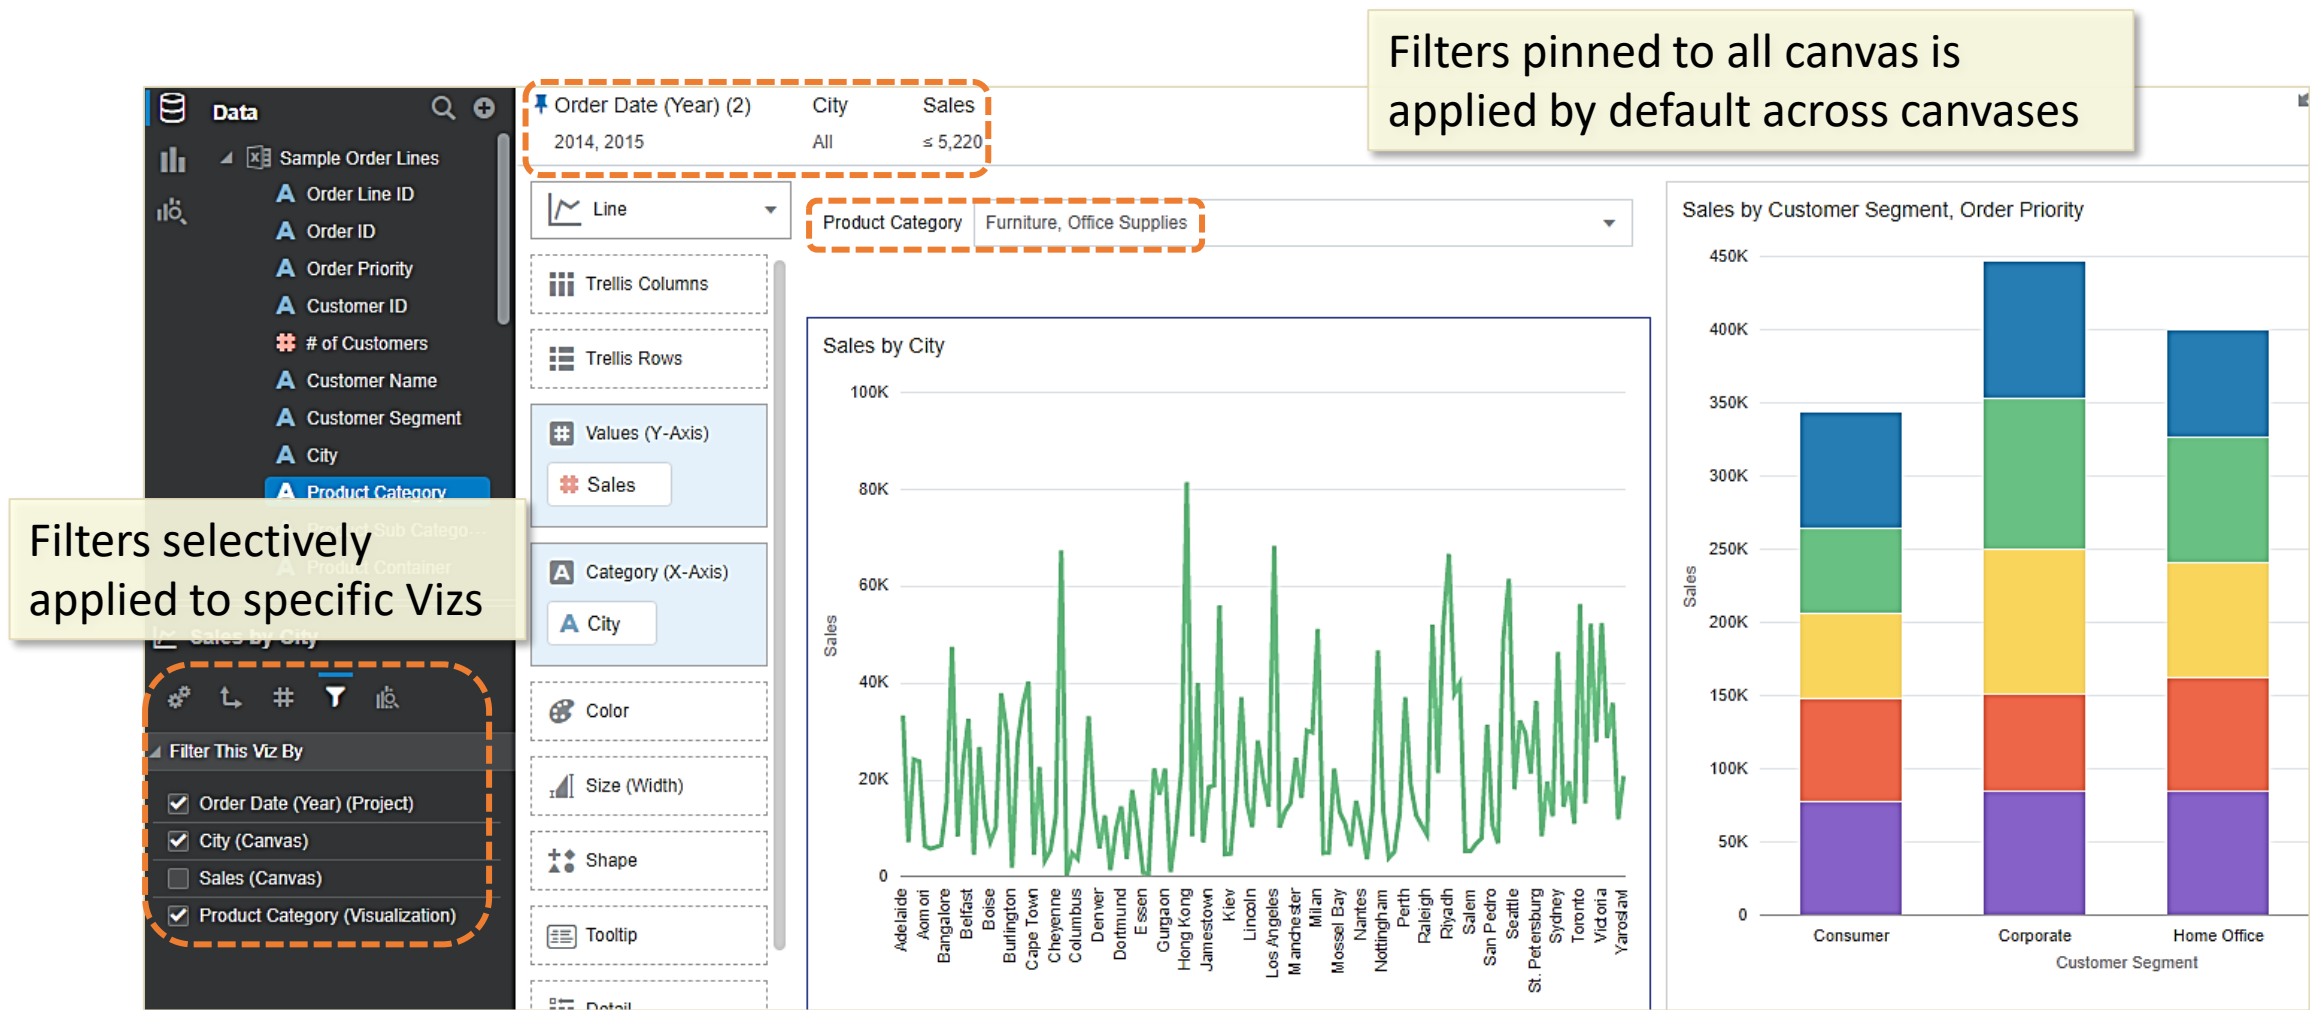 Filters pinned to all canvas is
applied by default across canvases
Data
Order Date (Year) (2)
City
Sales
2014, 2015
All
≤ 5,220
Sample Order Lines
Order Line ID
Order ID
Order Priority
Customer ID
# of Customers
Customer Name
Customer Segment
City
Product Category
Product Sub Catego...
Product Container
Filters selectively
applied to specific Vizs
Sales by City
Filter This Viz By
Order Date (Year) (Project)
City (Canvas)
Sales (Canvas)
Product Category (Visualization)
Line
Trellis Columns
Trellis Rows
Values (Y-Axis)
Sales
Category (X-Axis)
City
Color
Size (Width)
Shape
Tooltip
Detail
Product Category
Furniture, Office Supplies
Sales by City
100K
80K
60K
40K
20K
0
Sales
Adelaide
Aomori
Bangalore
Belfast
Boise
Burlington
Cape Town
Cheyenne
Columbus
Denver
Dortmund
Essen
Gurgaon
Hong Kong
Jamestown
Kiev
Lincoln
Los Angeles
Manchester
Milan
Mossel Bay
Nantes
Nottingham
Perth
Raleigh
Riyadh
Salem
San Pedro
Seattle
St. Petersburg
Sydney
Toronto
Victoria
Yaroslavl
Sales by Customer Segment, Order Priority
450K
400K
350K
300K
250K
200K
150K
100K
50K
0
Sales
Consumer
Corporate
Home Office
Customer Segment